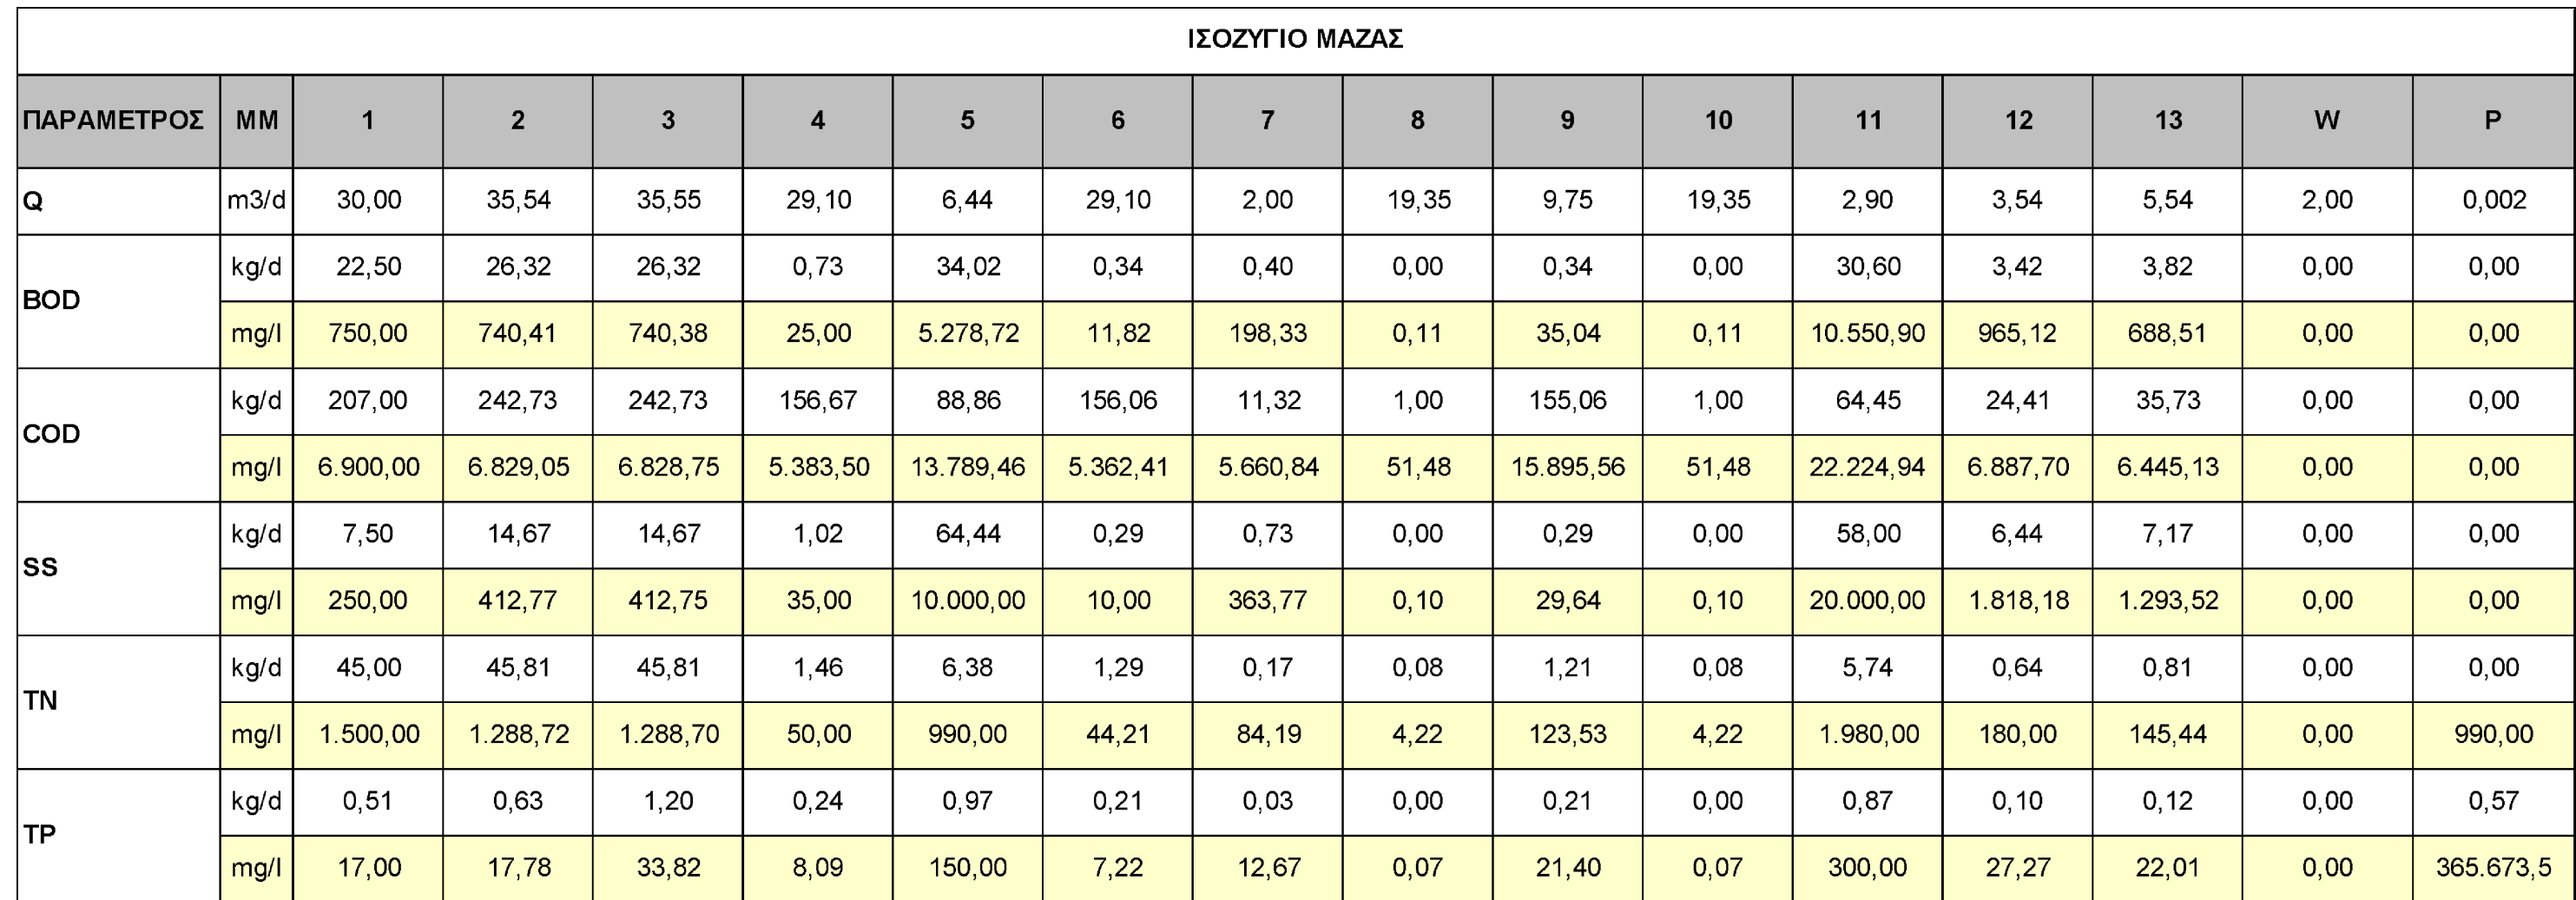 ΙΣΟΖΥΓΙΟ ΜΑΖΑΣ
ΠΑΡΑΜΕΤΡΟΣ ΜΜ 1 2 3 4 5 6 7 8 9 10 11 12 13 W P
Q m3/d 30,00 35,54 35,55 29,10 6,44 29,10 2,00 19,35 9,75 19,35 2,90 3,54 5,54 2,00 0,002
BOD
kg/d 22,50 26,32 26,32 0,73 34,02 0,34 0,40 0,00 0,34 0,00 30,60 3,42 3,82 0,00 0,00
mg/l 750,00 740,41 740,38 25,00 5.278,72 11,82 198,33 0,11 35,04 0,11 10.550,90 965,12 688,51 0,00 0,00
COD
kg/d 207,00 242,73 242,73 156,67 88,86 156,06 11,32 1,00 155,06 1,00 64,45 24,41 35,73 0,00 0,00
mg/l 6.900,00 6.829,05 6.828,75 5.383,50 13.789,46 5.362,41 5.660,84 51,48 15.895,56 51,48 22.224,94 6.887,70 6.445,13 0,00 0,00
SS
kg/d 7,50 14,67 14,67 1,02 64,44 0,29 0,73 0,00 0,29 0,00 58,00 6,44 7,17 0,00 0,00
mg/l 250,00 412,77 412,75 35,00 10.000,00 10,00 363,77 0,10 29,64 0,10 20.000,00 1.818,18 1.293,52 0,00 0,00
TN
kg/d 45,00 45,81 45,81 1,46 6,38 1,29 0,17 0,08 1,21 0,08 5,74 0,64 0,81 0,00 0,00
mg/l 1.500,00 1.288,72 1.288,70 50,00 990,00 44,21 84,19 4,22 123,53 4,22 1.980,00 180,00 145,44 0,00 990,00
TP
kg/d 0,51 0,63 1,20 0,24 0,97 0,21 0,03 0,00 0,21 0,00 0,87 0,10 0,12 0,00 0,57
mg/l 17,00 17,78 33,82 8,09 150,00 7,22 12,67 0,07 21,40 0,07 300,00 27,27 22,01 0,00 365.673,5